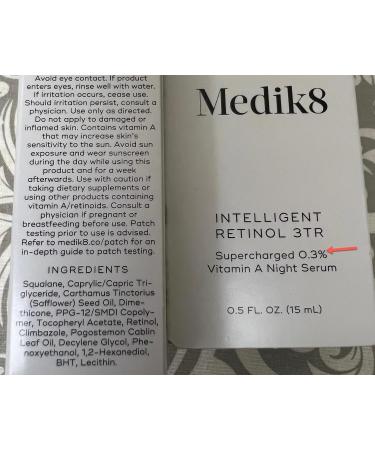 Avoid eye contact. If product
enters eyes, rinse well with water.
If irritation occurs, cease use.
Should irritation persist, consult a
physician. Use only as directed.
Do not apply to damaged or
inflamed skin. Contains vitamin A
that may increase skin's
sensitivity to the sun. Avoid sun
exposure and wear sunscreen
during the day while using this
product and for a week
afterwards. Use with caution if
taking dietary supplements or
using other products containing
vitamin A/retinoids. Consult a
physician if pregnant or
breastfeeding before use. Patch
testing prior to use is advised.
Refer to medik8.co/patch for an
in-depth guide to patch testing.
INGREDIENTS
Squalane, Caprylic/Capric Tri-
glyceride, Carthamus Tinctorius
(Safflower) Seed Oil, Dime-
thicone, PPG-12/SMDI Copoly-
mer, Tocopheryl Acetate, Retinol,
Climbazole, Pogostemon Cablin
Leaf Oil, Decylene Glycol, Phe-
noxyethanol, 1,2-Hexanediol,
BHT, Lecithin.
Medik8
INTELLIGENT
RETINOL 3TR
Supercharged 0.3%
Vitamin A Night Serum
0.5 FL. OZ. (15 mL)